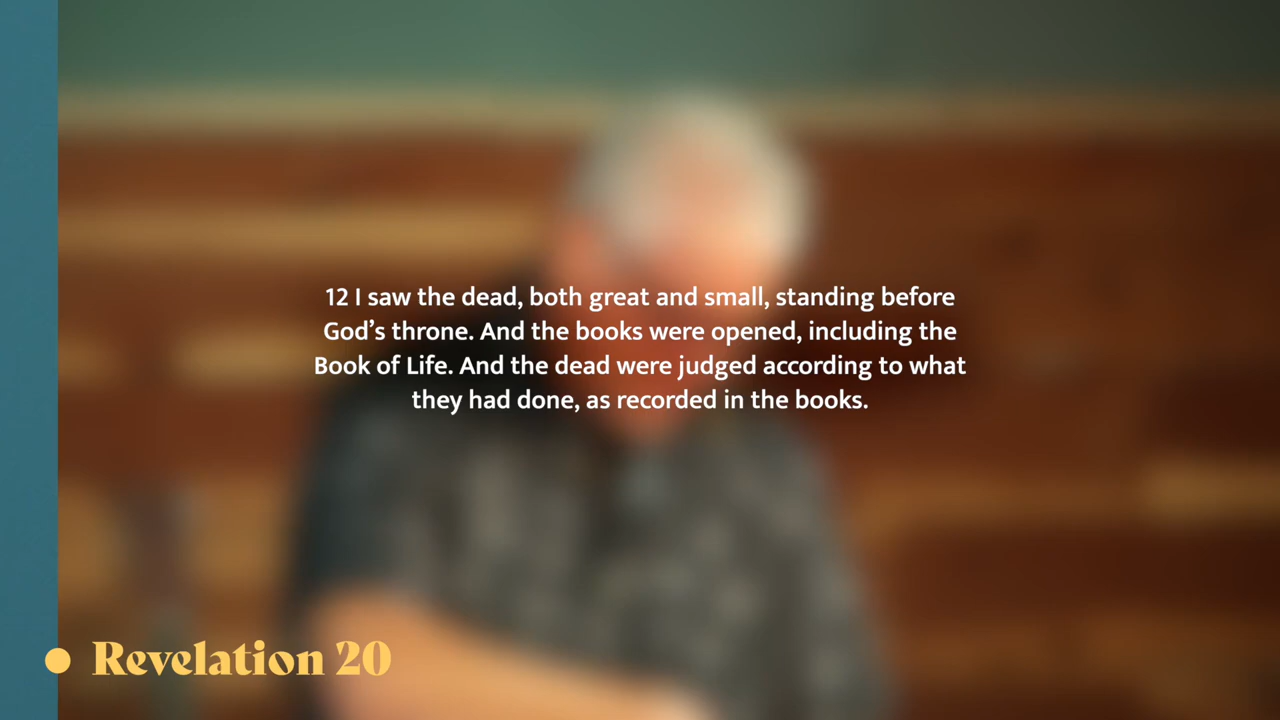 12 I saw the dead, both great and small, standing before
God’s throne. And the books were opened, including the
Book of Life. And the dead were judged according to what
they had done, as recorded in the books.
Revelation 20